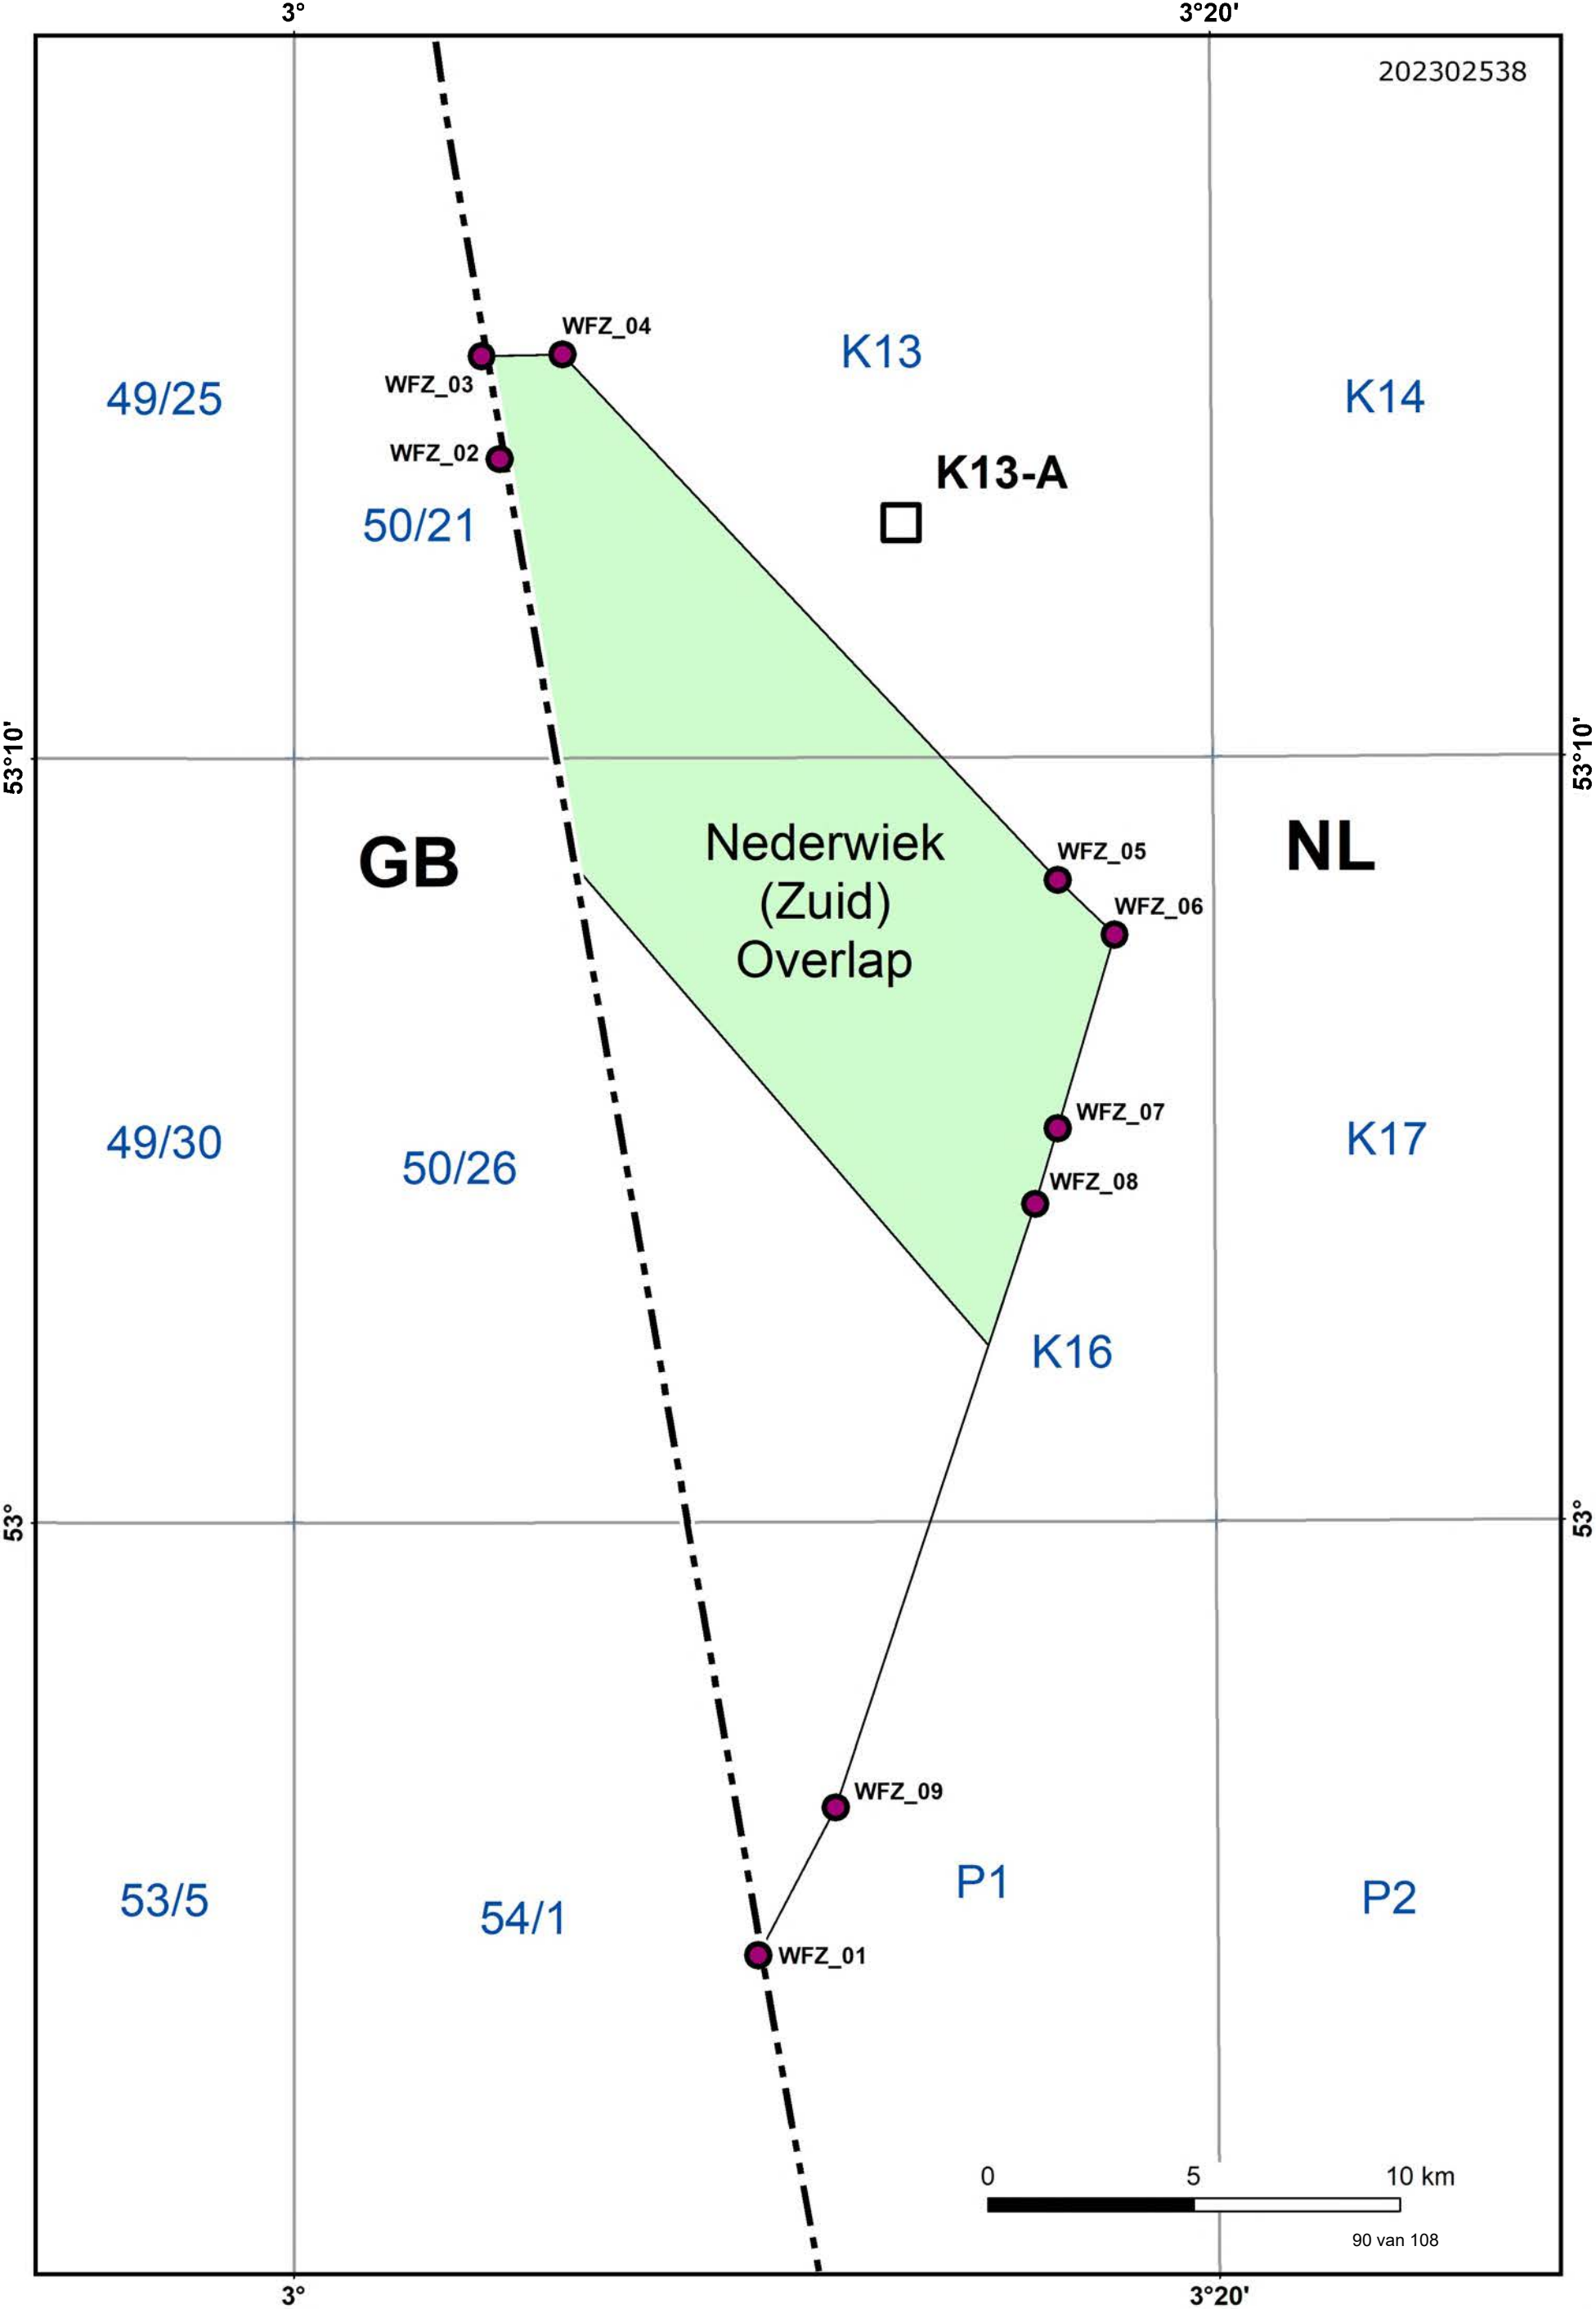 3°
3°20'
202302538
WFZ_04
K13
WFZ_03
49/25
K14
WFZ_02
K13-A
50/21
53°10'
53°10'
GB
Nederwiek
(Zuid)
Overlap
NL
WFZ_05
WFZ_06
WFZ_07
49/30
50/26
K17
WFZ_08
K16
53°
53°
WFZ_09
P1
53/5
54/1
P2
WFZ_01
0
5
10 km
90 van 108
3°
3°20'